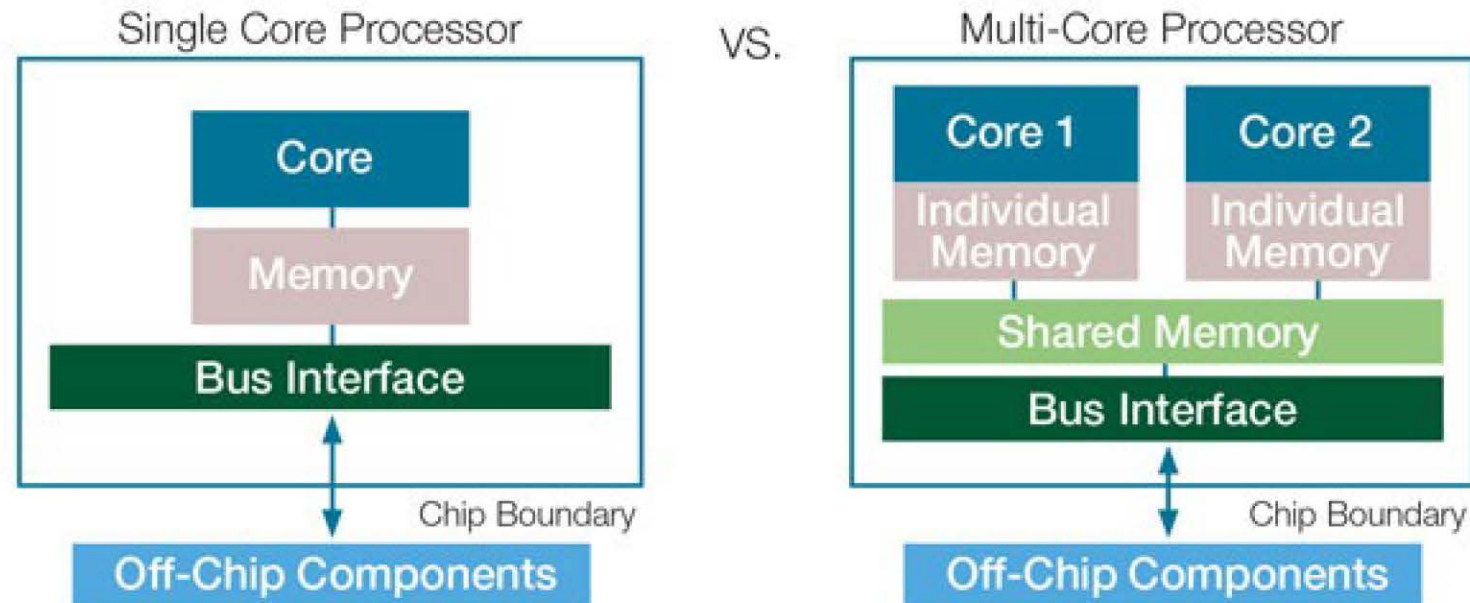 Single Core Processor
VS.
Multi-Core Processor
Core
Memory
Bus Interface
Chip Boundary
Off-Chip Components
Core 1
Core 2
Individual
Memory
Individual
Memory
Shared Memory
Bus Interface
Chip Boundary
Off-Chip Components